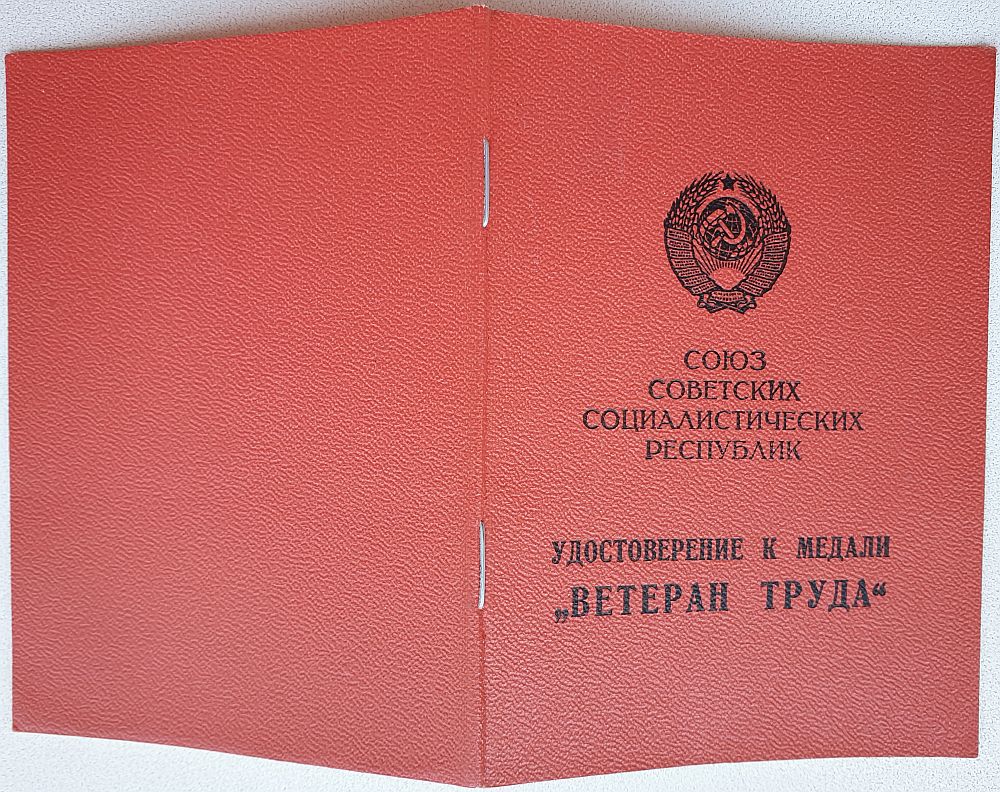 СОЮЗ
СОВЕТСКИХ
СОЦИАЛИСТИЧЕСКИХ
РЕСПУБЛИК
УДОСТОВЕРЕНИЕ К МЕДАЛИ
„ВЕТЕРАН ТРУДА“